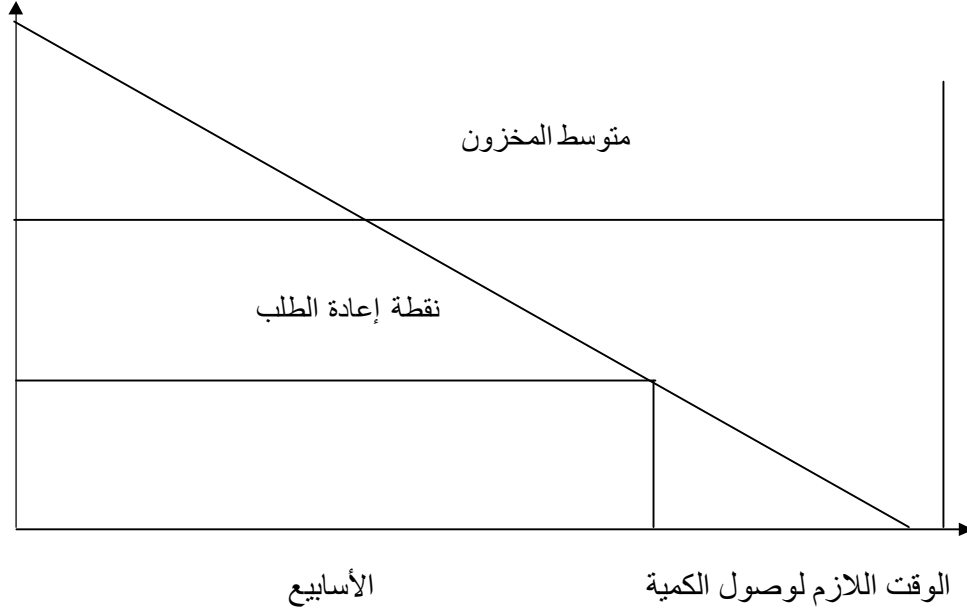 متوسط المخزون
نقطة إعادة الطلب
الأسابيع
الوقت اللازم لوصول الكمية